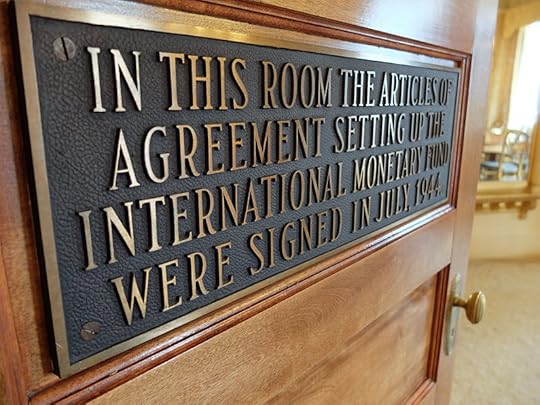 IN THIS ROOM THE ARTICLES OF
AGREEMENT SETTING UP THE
INTERNATIONAL MONETARY FUND
WERE SIGNED IN JULY, 1944.